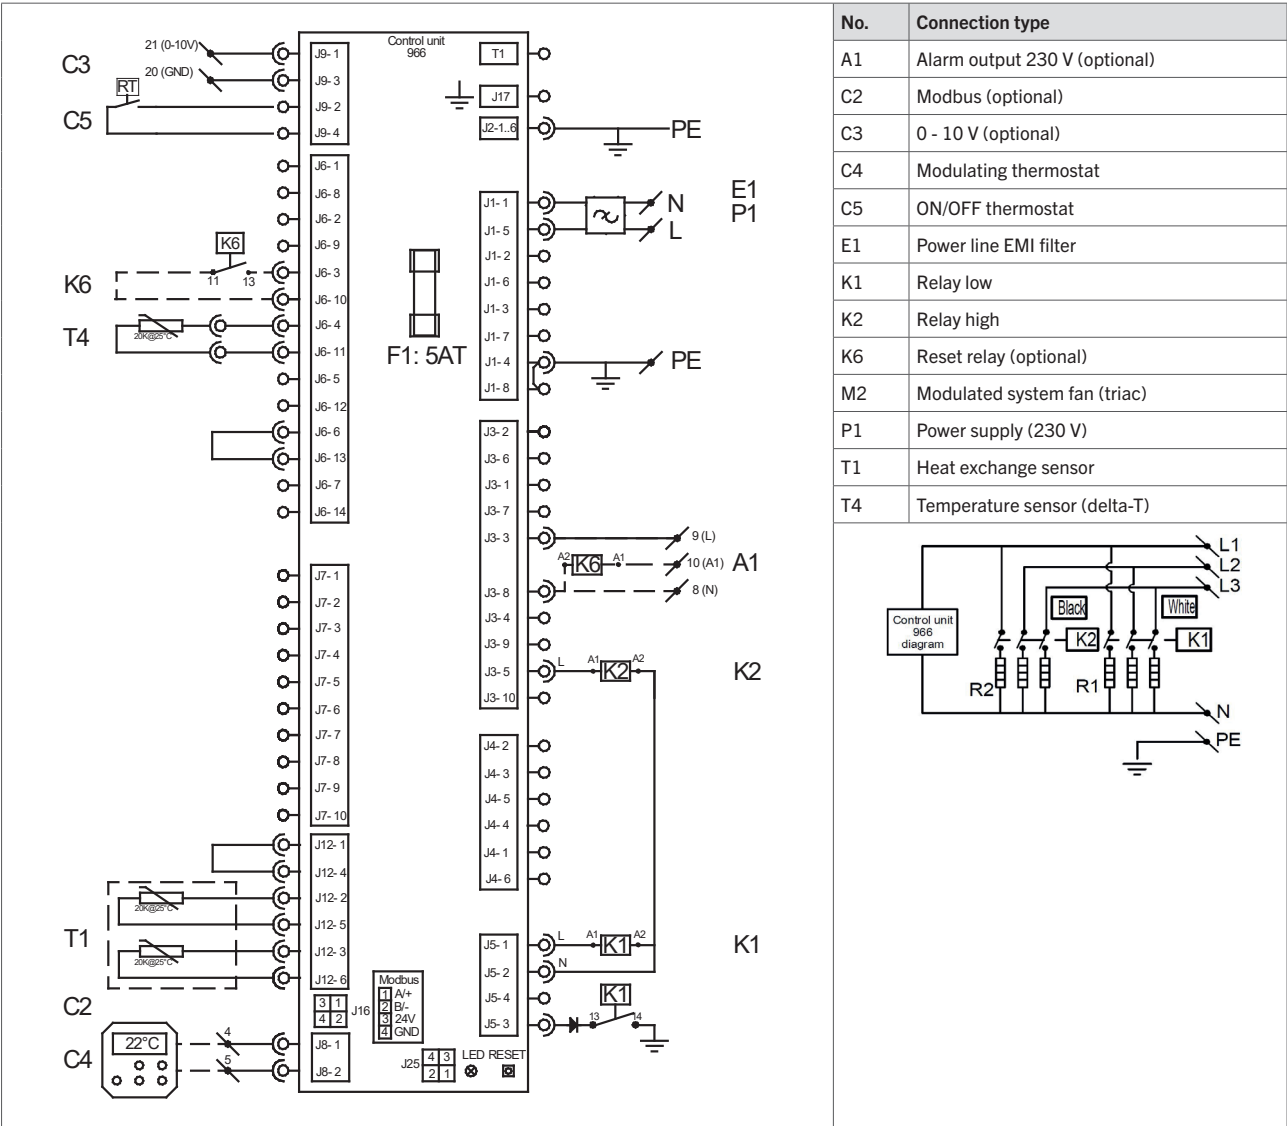 Control unit
966
C3
21 (0-10V)
20 (GND)
RT
C5
J9- 1
J9- 3
J9- 2
J9- 4
J6- 1
J6- 8
J6- 2
J6- 9
J6- 3
J6- 10
J6- 4
J6- 11
J6- 5
J6- 12
J6- 6
J6- 13
J6- 7
J6- 14
K6
K6
11 13
T4
20K@25°C
J7- 1
J7- 2
J7- 3
J7- 4
J7- 5
J7- 6
J7- 7
J7- 8
J7- 9
J7- 10
J12- 1
J12- 4
J12- 2
J12- 5
J12- 3
J12- 6
T1
20K@25°C
20K@25°C
C2
3 1
4 2
J16
Modbus
1 A/+
2 B/-
3 24V
4 GND
C4
22°C
4
5
J8- 1
J8- 2
J25
4 3
2 1
LED RESET
F1: 5AT
T1
J17
J2-1..6
PE
J1- 1
J1- 5
J1- 2
J1- 6
J1- 3
J1- 7
J1- 4
J1- 8
N
L
E1
P1
PE
J3- 2
J3- 6
J3- 1
J3- 7
J3- 3
J3- 8
J3- 4
J3- 9
J3- 5
J3- 10
9 (L)
A2 K6 A1
10 (A1)
8 (N)
A1
L A1 K2 A2
K2
J4- 2
J4- 3
J4- 5
J4- 4
J4- 1
J4- 6
J5- 1
J5- 2
J5- 4
J5- 3
L A1 K1 A2
N
K1
K1
13 14
No. Connection type
A1 Alarm output 230 V (optional)
C2 Modbus (optional)
C3 0 - 10 V (optional)
C4 Modulating thermostat
C5 ON/OFF thermostat
E1 Power line EMI filter
K1 Relay low
K2 Relay high
K6 Reset relay (optional)
M2 Modulated system fan (triac)
P1 Power supply (230 V)
T1 Heat exchange sensor
T4 Temperature sensor (delta-T)
L1
L2
L3
Black
White
Control unit
966
diagram
K2
K1
R2
R1
N
PE